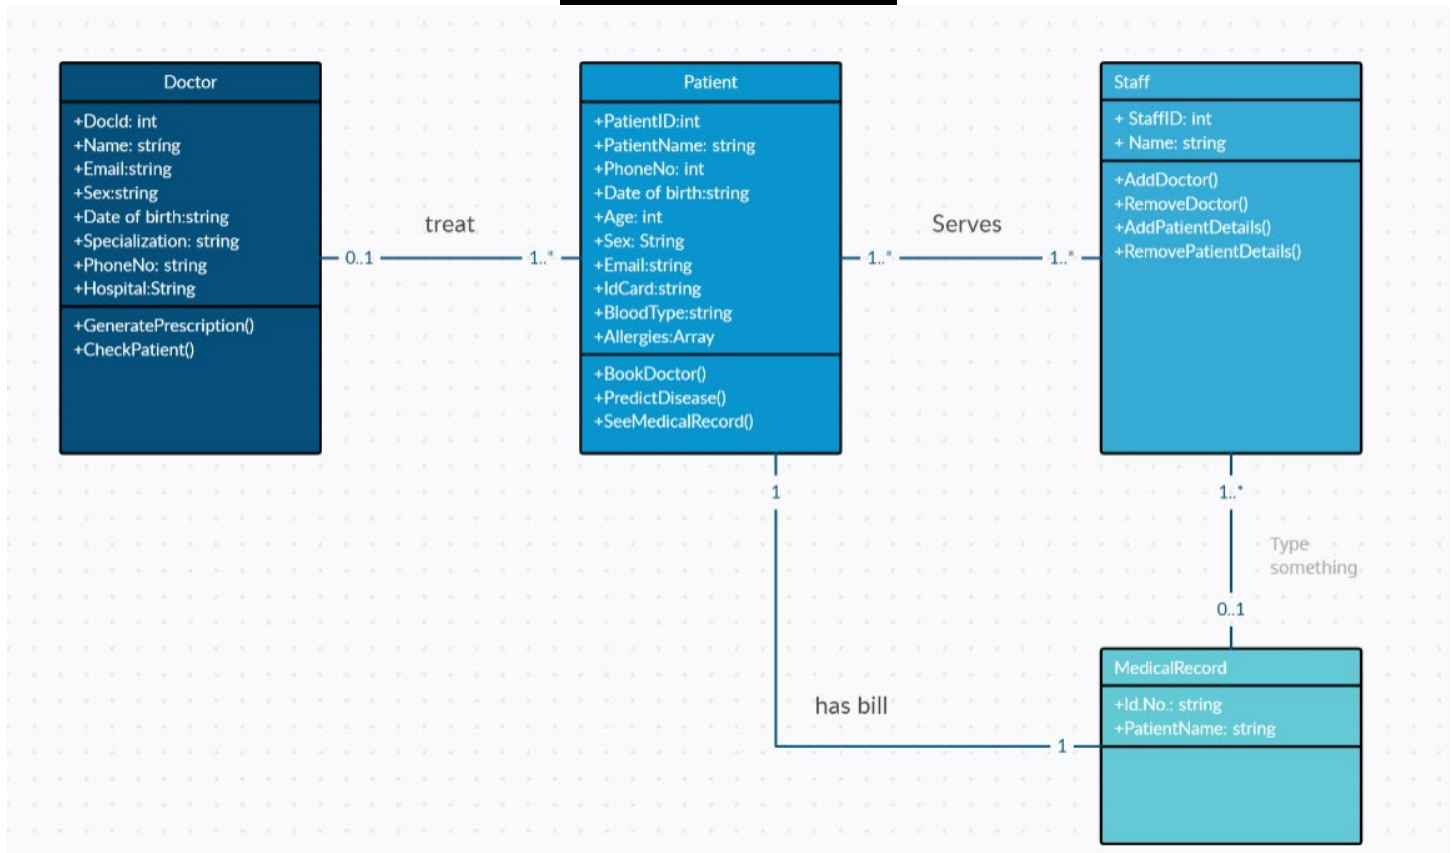 Doctor
+DocId: int
+Name: stríng
+Email:string
+Sex:string
+Date of birth:string
+Specialization: string
+PhoneNo: string
+Hospital:String
+GeneratePrescription()
+CheckPatient()
treat
0..1
1..*
Patient
+PatientID:int
+PatientName: string
+PhoneNo: int
+Date of birth:string
+Age: int
+Sex: String
+Email:string
+IdCard:string
+BloodType:string
+Allergies:Array
+BookDoctor()
+PredictDisease()
+SeeMedicalRecord()
Serves
1..*
1..*
Staff
+ StaffID: int
+ Name: string
+AddDoctor()
+RemoveDoctor()
+AddPatientDetails()
+RemovePatientDetails()
1
1..*
Type
something
0..1
has bill
1
MedicalRecord
+Id.No.: string
+PatientName: string